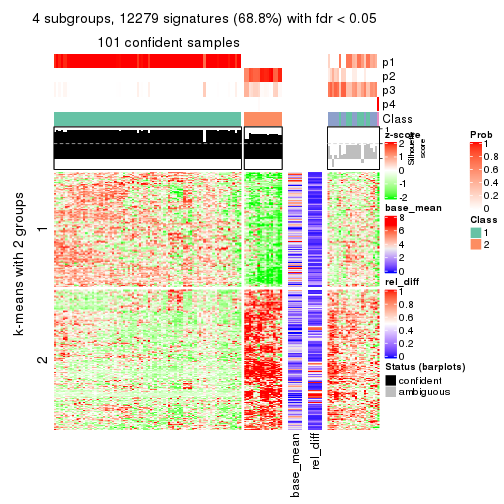 4 subgroups, 12279 signatures (68.8%) with fdr < 0.05
101 confident samples
p1
p2
p3
p4
Class
1
Silhouette
score
k-means with 2 groups
1
2
base_mean
rel_diff
z-score
2
1
0
-1
-2
base_mean
8
6
4
2
0
rel_diff
1
0.8
0.6
0.4
0.2
0
Status (barplots)
confident
ambiguous
Prob
1
0.8
0.6
0.4
0.2
0
Class
1
2